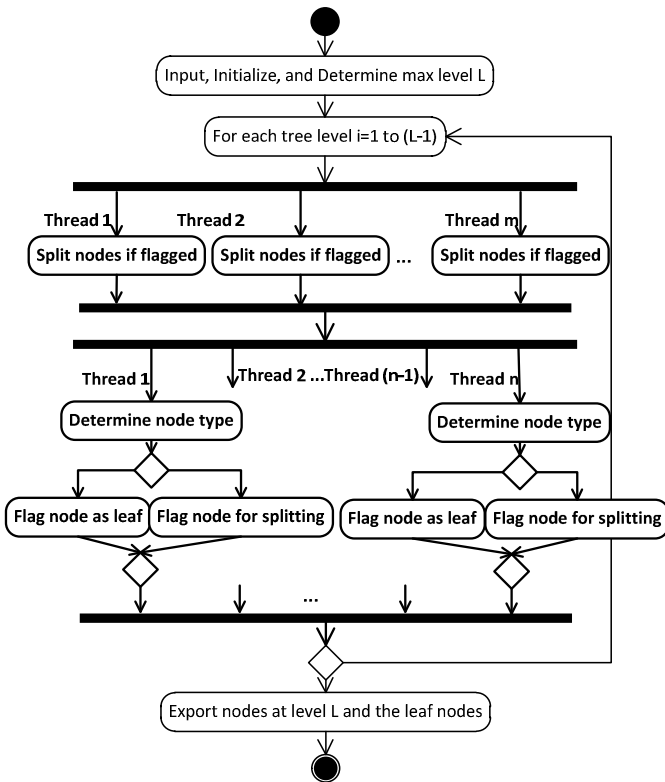 Input, Initialize, and Determine max level L
For each tree level i=1 to (L-1)
Thread 1
Thread 2
Thread m
Split nodes if flagged
Split nodes if flagged
...
Split nodes if flagged
Thread 1
Thread 2 ...Thread (n-1)
Thread n
Determine node type
Determine node type
Flag node as leaf
Flag node for splitting
Flag node as leaf
Flag node for splitting
...
Export nodes at level L and the leaf nodes